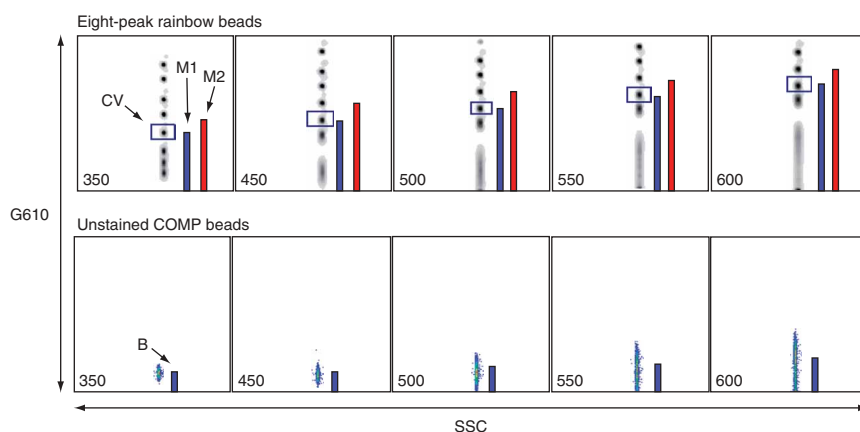 Eight-peak rainbow beads
CV
M1
M2
350
450
500
550
600
G610
Unstained COMP beads
B
350
450
500
550
600
SSC